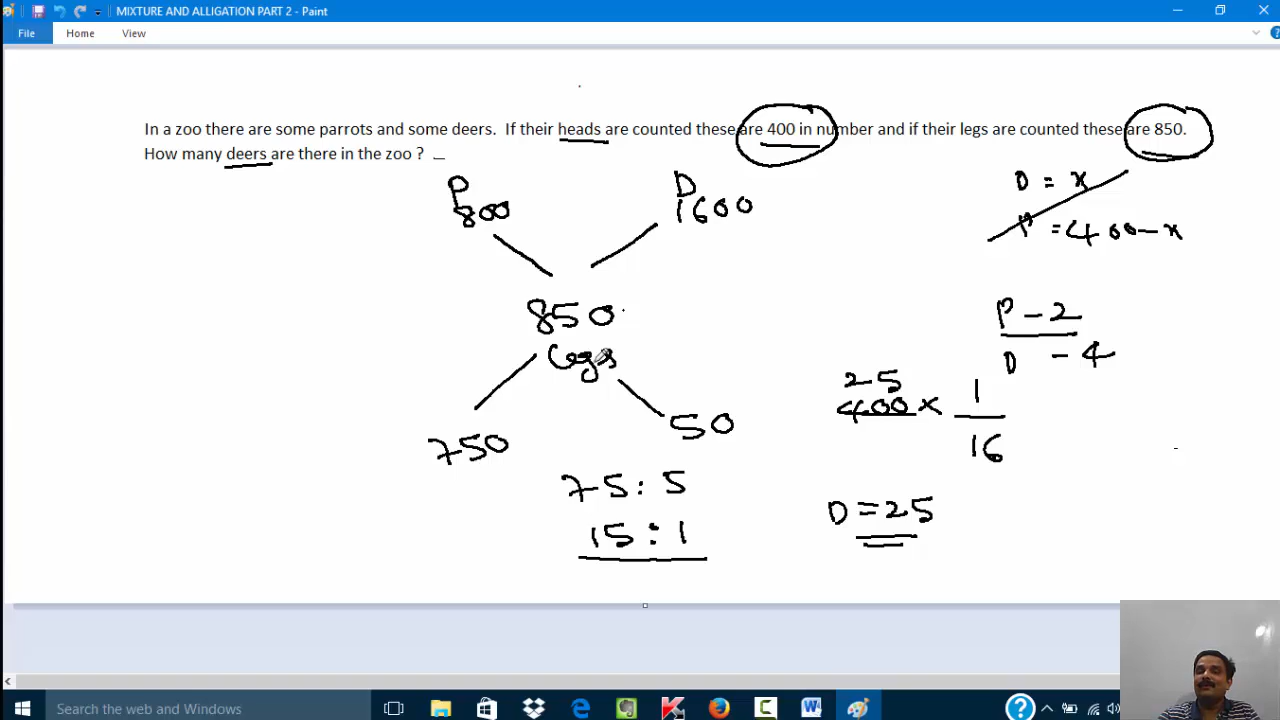 MIXTURE AND ALLIGATION PART 2 - Paint
File Home View
In a zoo there are some parrots and some deers. If their heads are counted these are 400 in number and if their legs are counted these are 850.
How many deers are there in the zoo ?
P D
800 1600
D = x
P = 400 - x
850
Legs
P - 2
D - 4
750 50
25
400 x 1
16
75 : 5
15 : 1
D = 25
Search the web and Windows